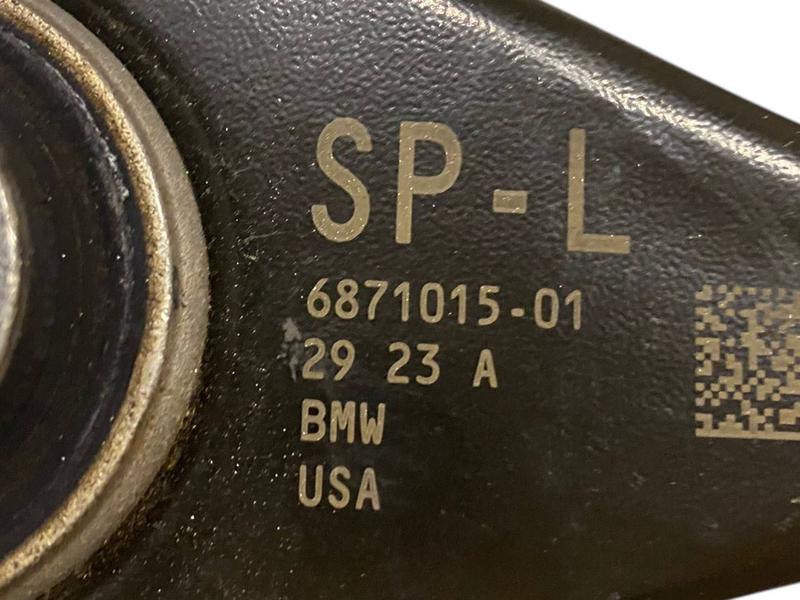 SP-L
6871015-01
29 23 A
BMW
USA